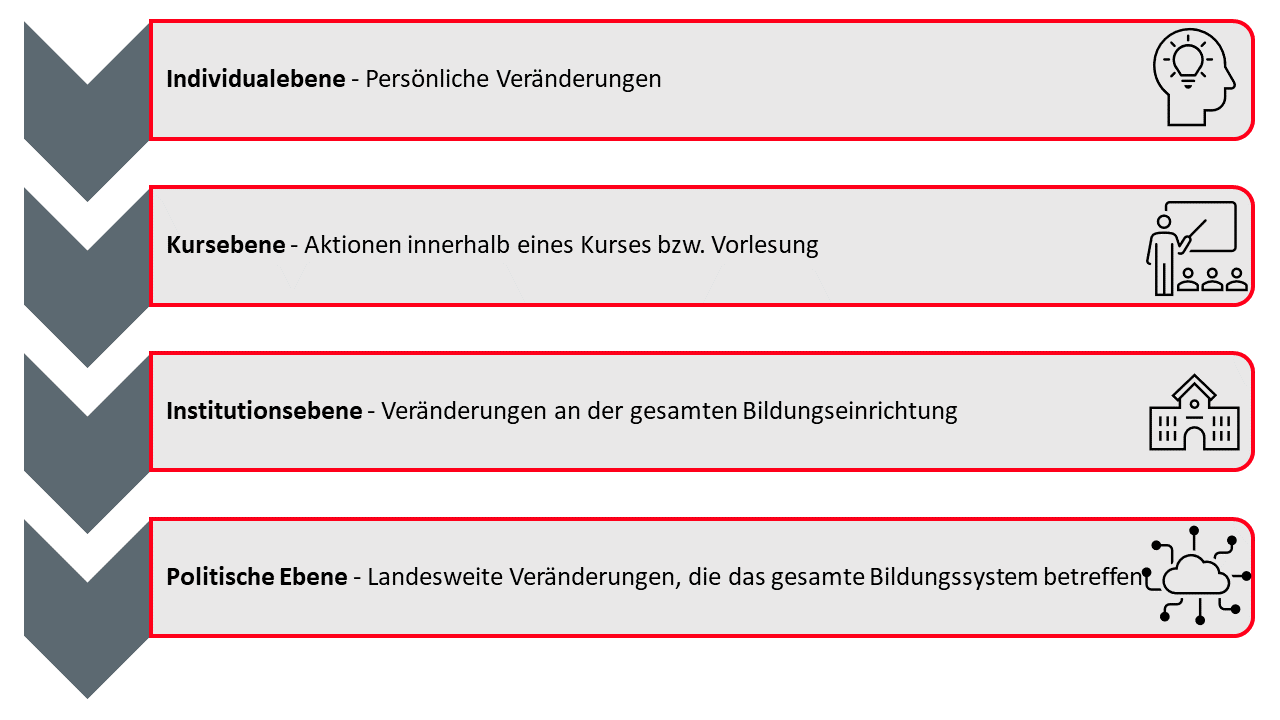 Individualebene - Persönliche Veränderungen
Kursebene - Aktionen innerhalb eines Kurses bzw. Vorlesung
Institutionsebene - Veränderungen an der gesamten Bildungseinrichtung
Politische Ebene - Landesweite Veränderungen, die das gesamte Bildungssystem betreffen